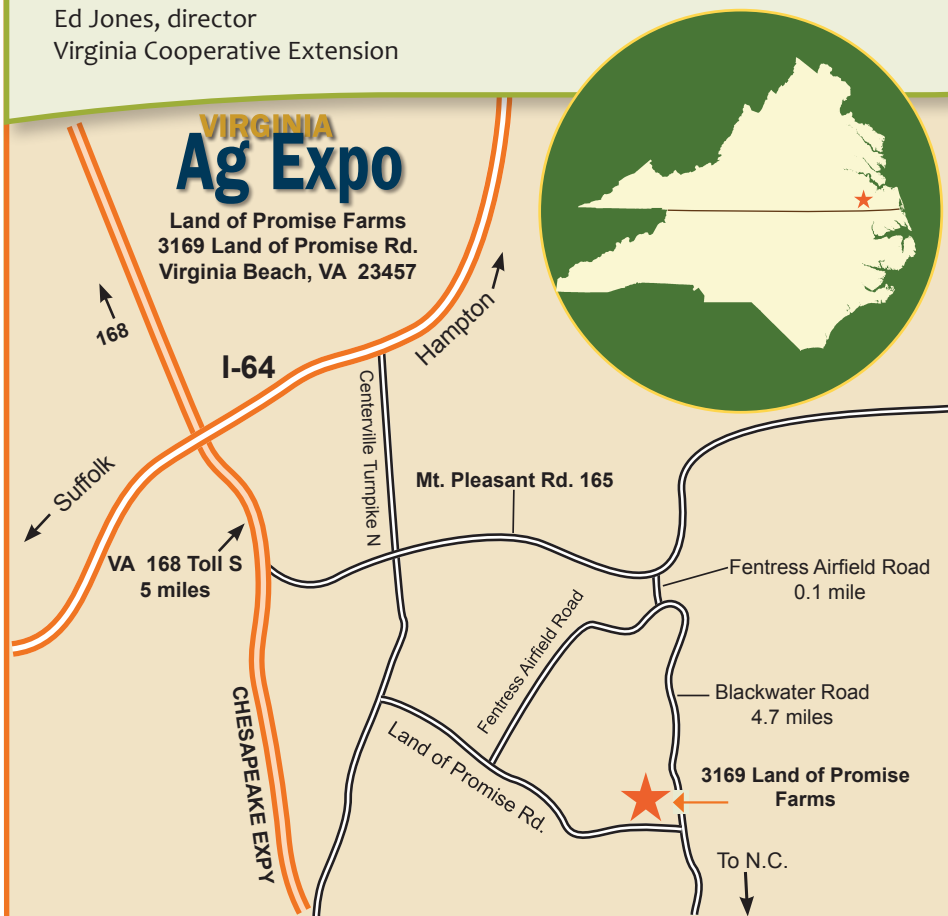 Ed Jones, director
Virginia Cooperative Extension
VIRGINIA
Ag Expo
Land of Promise Farms
3169 Land of Promise Rd.
Virginia Beach, VA  23457
168
I-64
Hampton
Suffolk
Centerville Turnpike N
Mt. Pleasant Rd. 165
VA  168 Toll S
5 miles
Fentress Airfield Road
0.1 mile
Fentress Airfield Road
Blackwater Road
4.7 miles
CHESAPEAKE EXPY
Land of Promise Rd.
3169 Land of Promise
Farms
To N.C.